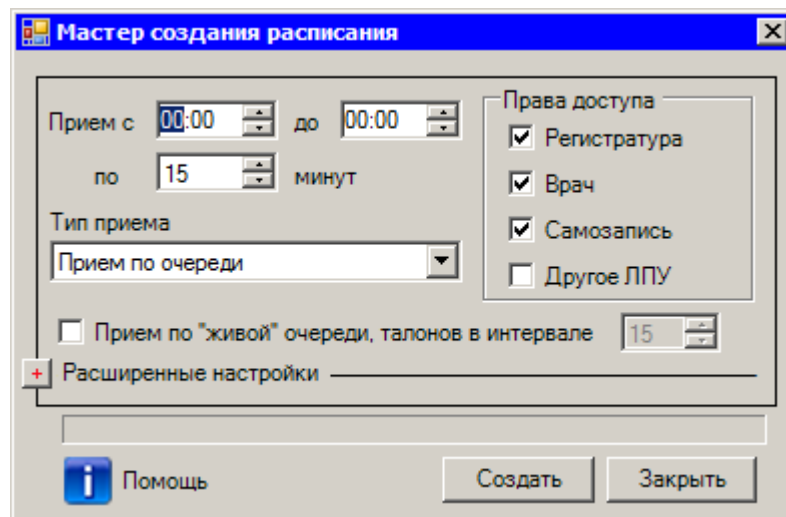 Мастер создания расписания
Прием с 00:00 до 00:00
по 15 минут
Тип приема
Прием по очереди
Права доступа
Регистратура
Врач
Самозапись
Другое ЛПУ
Прием по "живой" очереди, талонов в интервале 15
+ Расширенные настройки
i Помощь Создать Закрыть